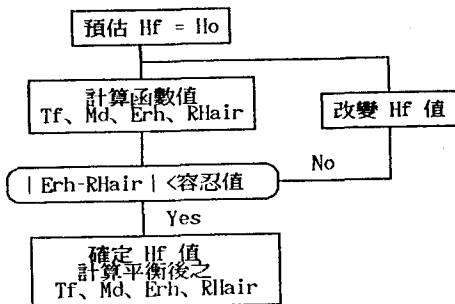 預估 Hf = Ho
計算函數值
Tf、Md、Erh、RHair
改變 Hf 值
|Erh-RHair|<容忍值
No
Yes
確定 Hf 值
計算平衡後之
Tf、Md、Erh、RHair